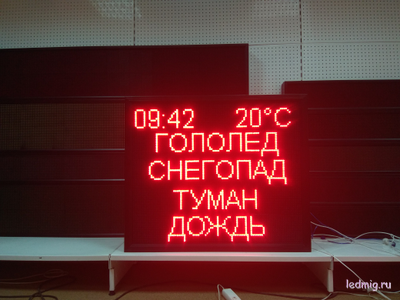 09:42 20°C
ГОЛОЛЕД
СНЕГОПАД
ТУМАН
ДОЖДЬ
ledmig.ru